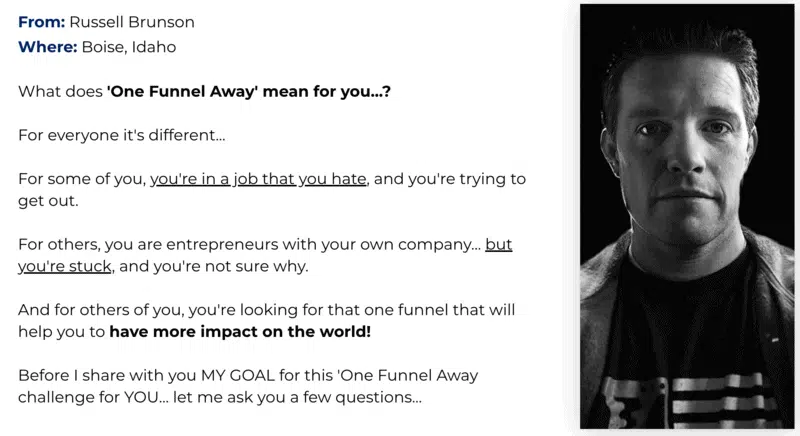 From: Russell Brunson
Where: Boise, Idaho
What does 'One Funnel Away' mean for you...?
For everyone it's different...
For some of you, you're in a job that you hate, and you're trying to
get out.
For others, you are entrepreneurs with your own company... but
you're stuck, and you're not sure why.
And for others of you, you're looking for that one funnel that will
help you to have more impact on the world!
Before I share with you MY GOAL for this 'One Funnel Away
challenge for YOU... let me ask you a few questions...